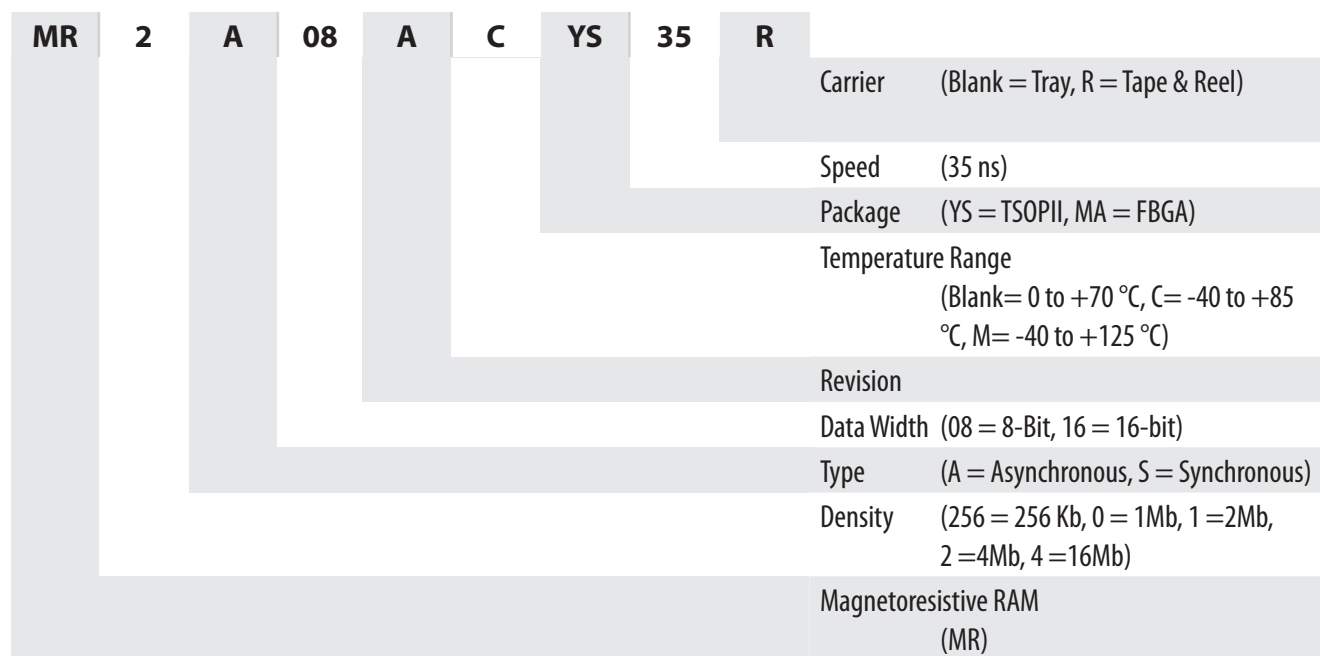 MR 2 A 08 A C YS 35 R
Carrier (Blank = Tray, R = Tape & Reel)
Speed (35 ns)
Package (YS = TSOPII, MA = FBGA)
Temperature Range
(Blank= 0 to +70 °C, C= -40 to +85
°C, M= -40 to +125 °C)
Revision
Data Width (08 = 8-Bit, 16 = 16-bit)
Type (A = Asynchronous, S = Synchronous)
Density (256 = 256 Kb, 0 = 1Mb, 1 =2Mb,
2 =4Mb, 4 =16Mb)
Magnetoresistive RAM
(MR)